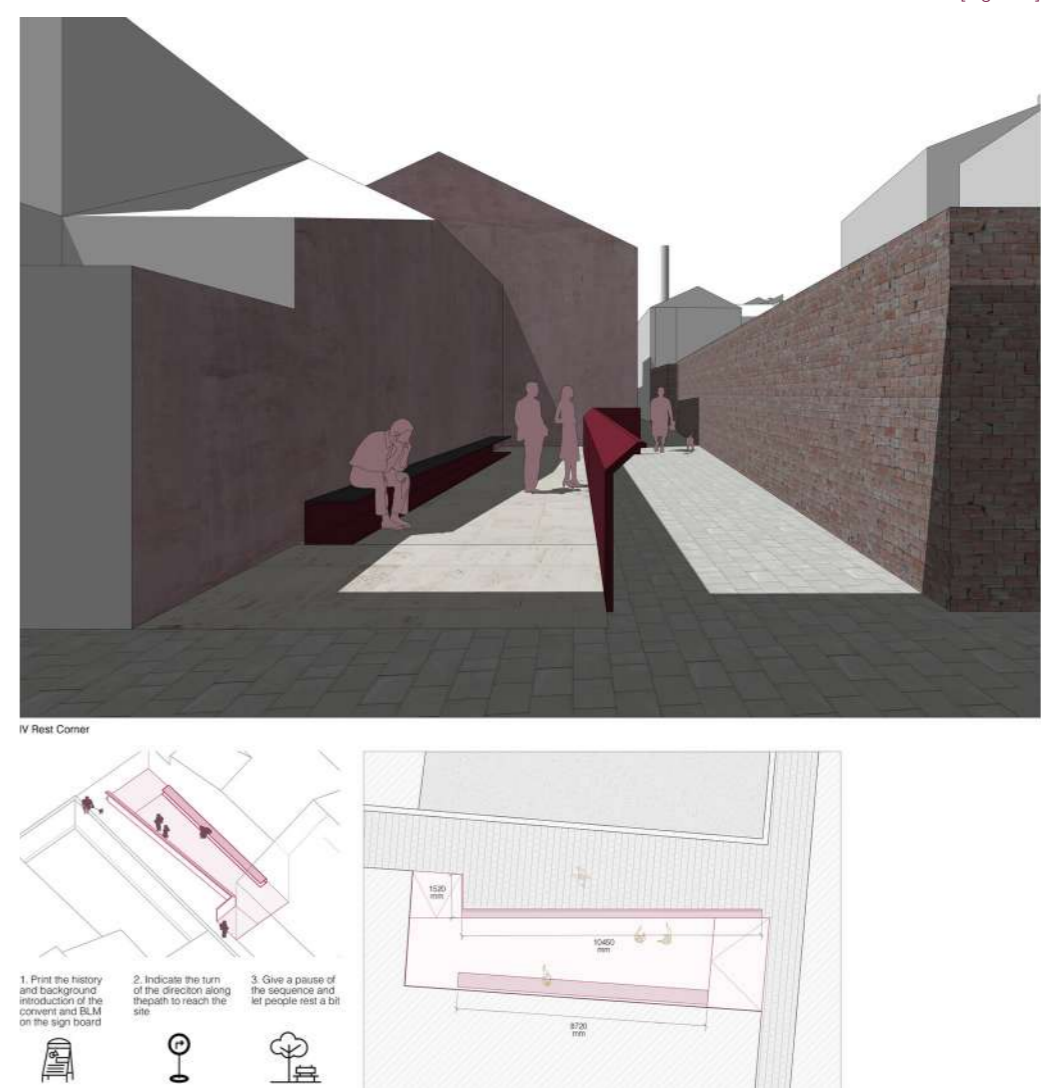 IV Rest Corner
1. Print the history
and background
introduction of the
convent and BLM
on the sign board
2. Indicate the turn
of the direciton along
thepath to reach the
site
3. Give a pause of
the sequence and
let people rest a bit
1520
mm
10450
mm
8720
mm